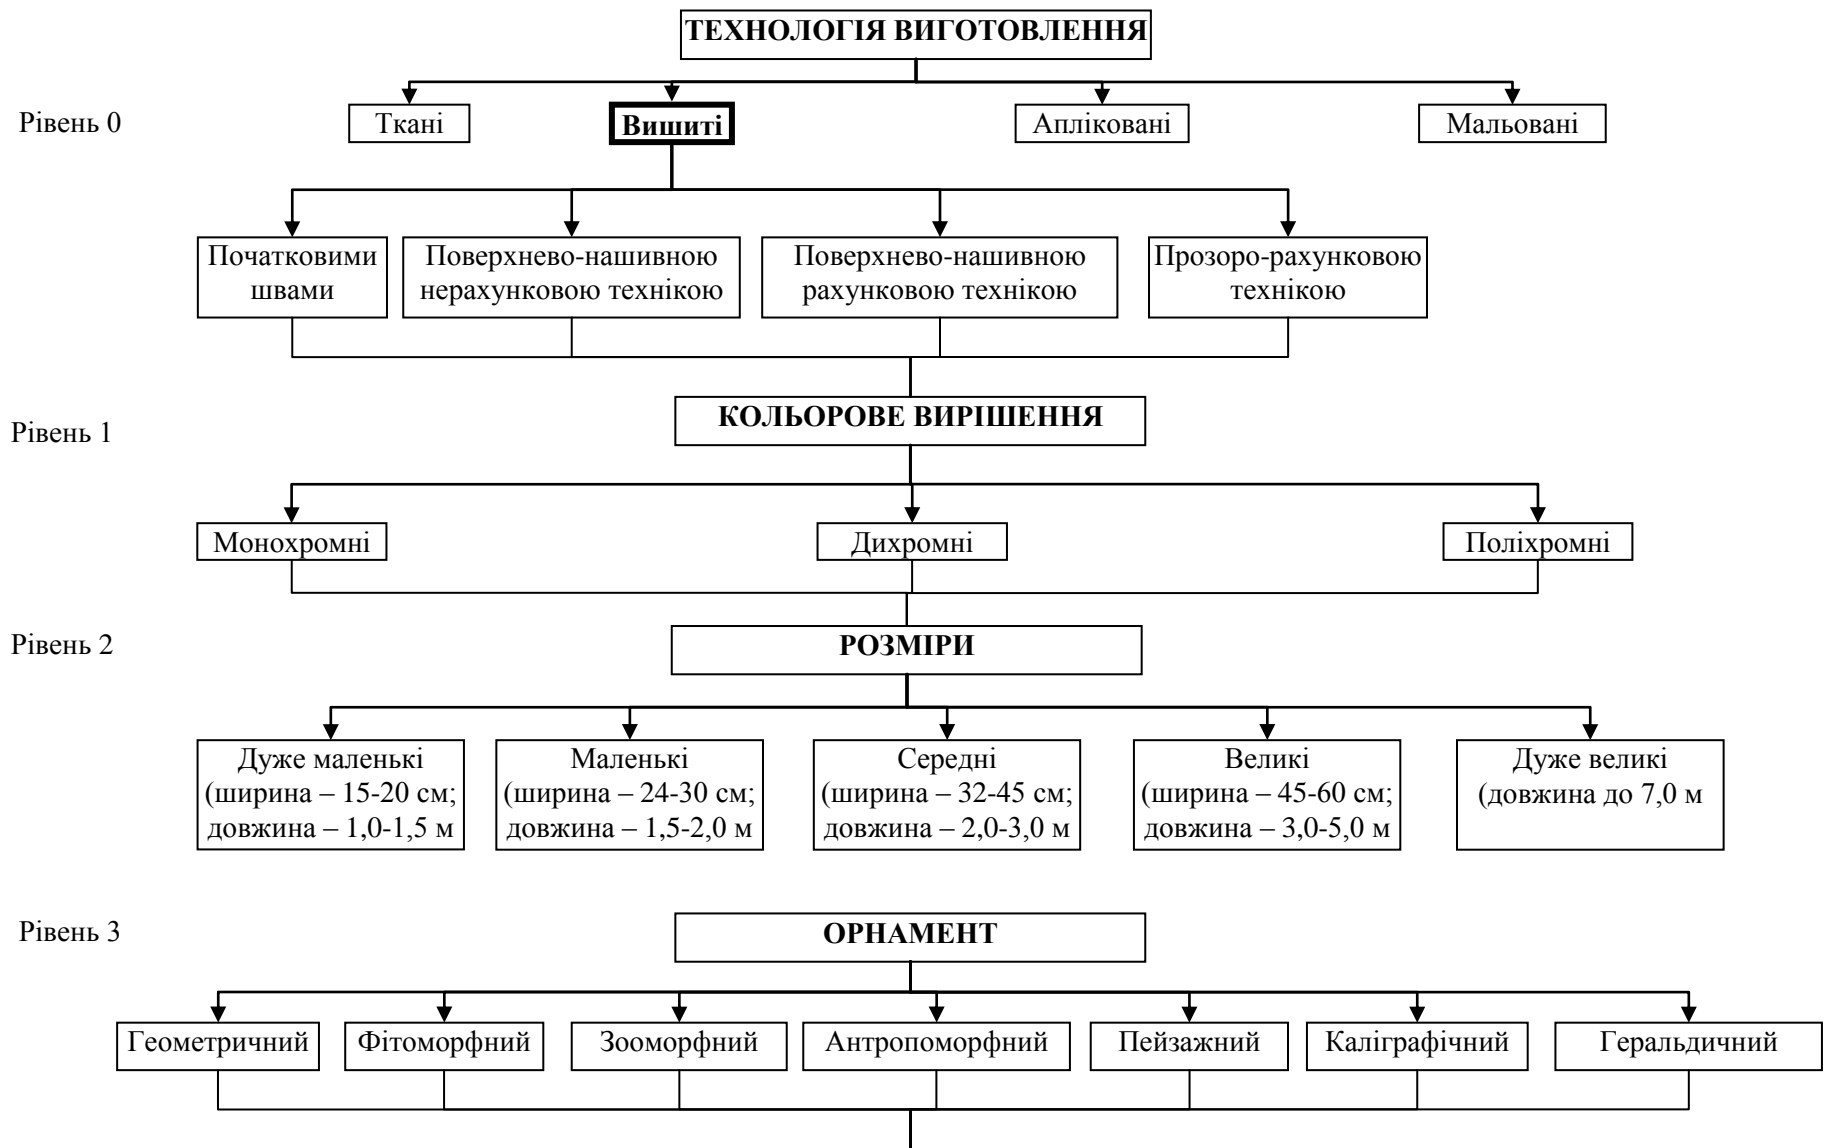 ТЕХНОЛОГІЯ ВИГОТОВЛЕННЯ
Рівень 0
Ткані
Вишиті
Апліковані
Мальовані
Початковими
швами
Поверхнево-нашивною
нерахунковою технікою
Поверхнево-нашивною
рахунковою технікою
Прозоро-рахунковою
технікою
Рівень 1
КОЛЬОРОВЕ ВИРІШЕННЯ
Монохромні
Дихромні
Поліхромні
Рівень 2
РОЗМІРИ
Дуже маленькі
(ширина – 15-20 см;
довжина – 1,0-1,5 м
Маленькі
(ширина – 24-30 см;
довжина – 1,5-2,0 м
Середні
(ширина – 32-45 см;
довжина – 2,0-3,0 м
Великі
(ширина – 45-60 см;
довжина – 3,0-5,0 м
Дуже великі
(довжина до 7,0 м
Рівень 3
ОРНАМЕНТ
Геометричний
Фітоморфний
Зооморфний
Антропоморфний
Пейзажний
Каліграфічний
Геральдичний